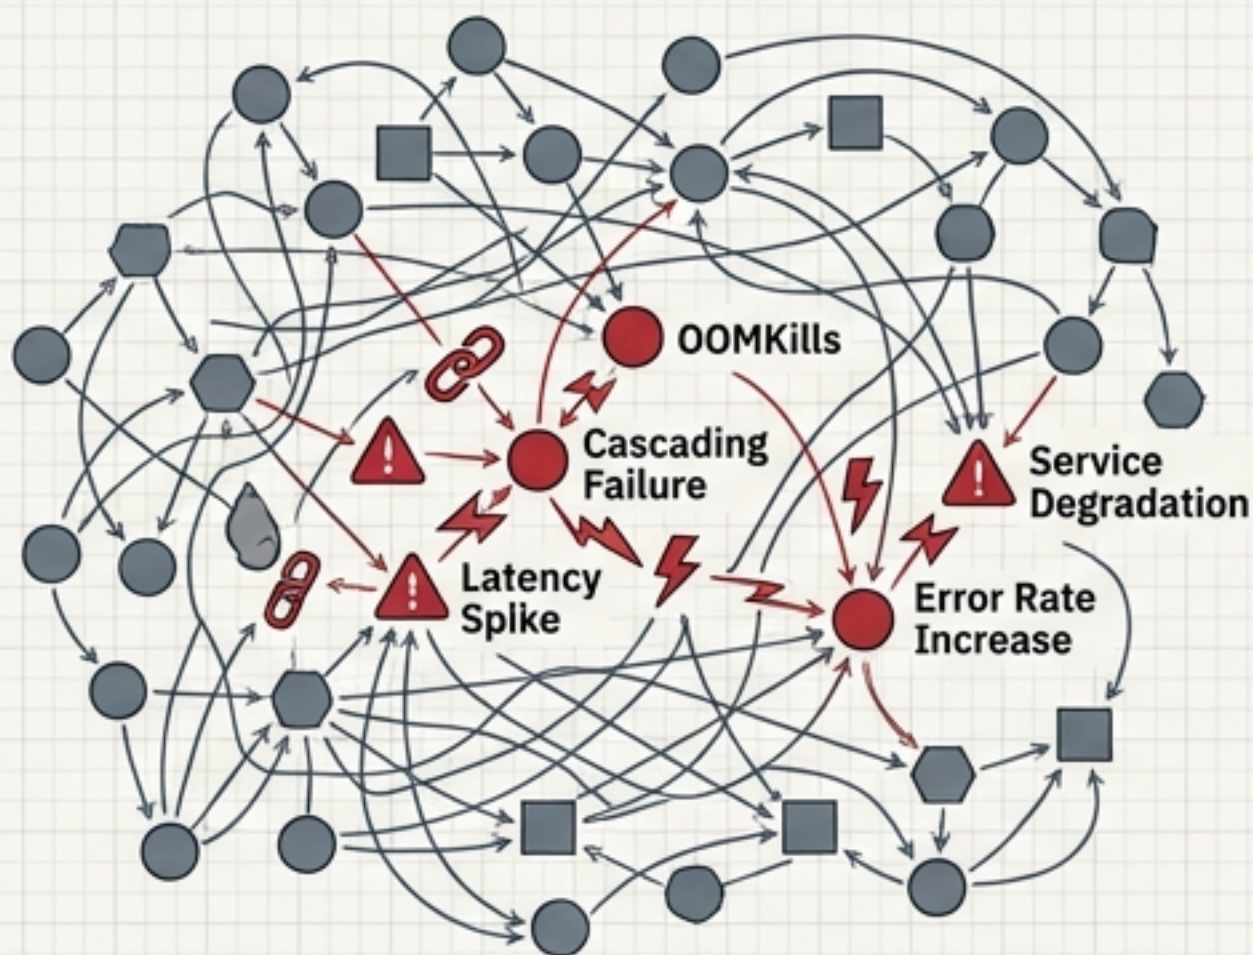 OOMKills
Cascading
Failure
Service
Degradation
Latency
Spike
Error Rate
Increase